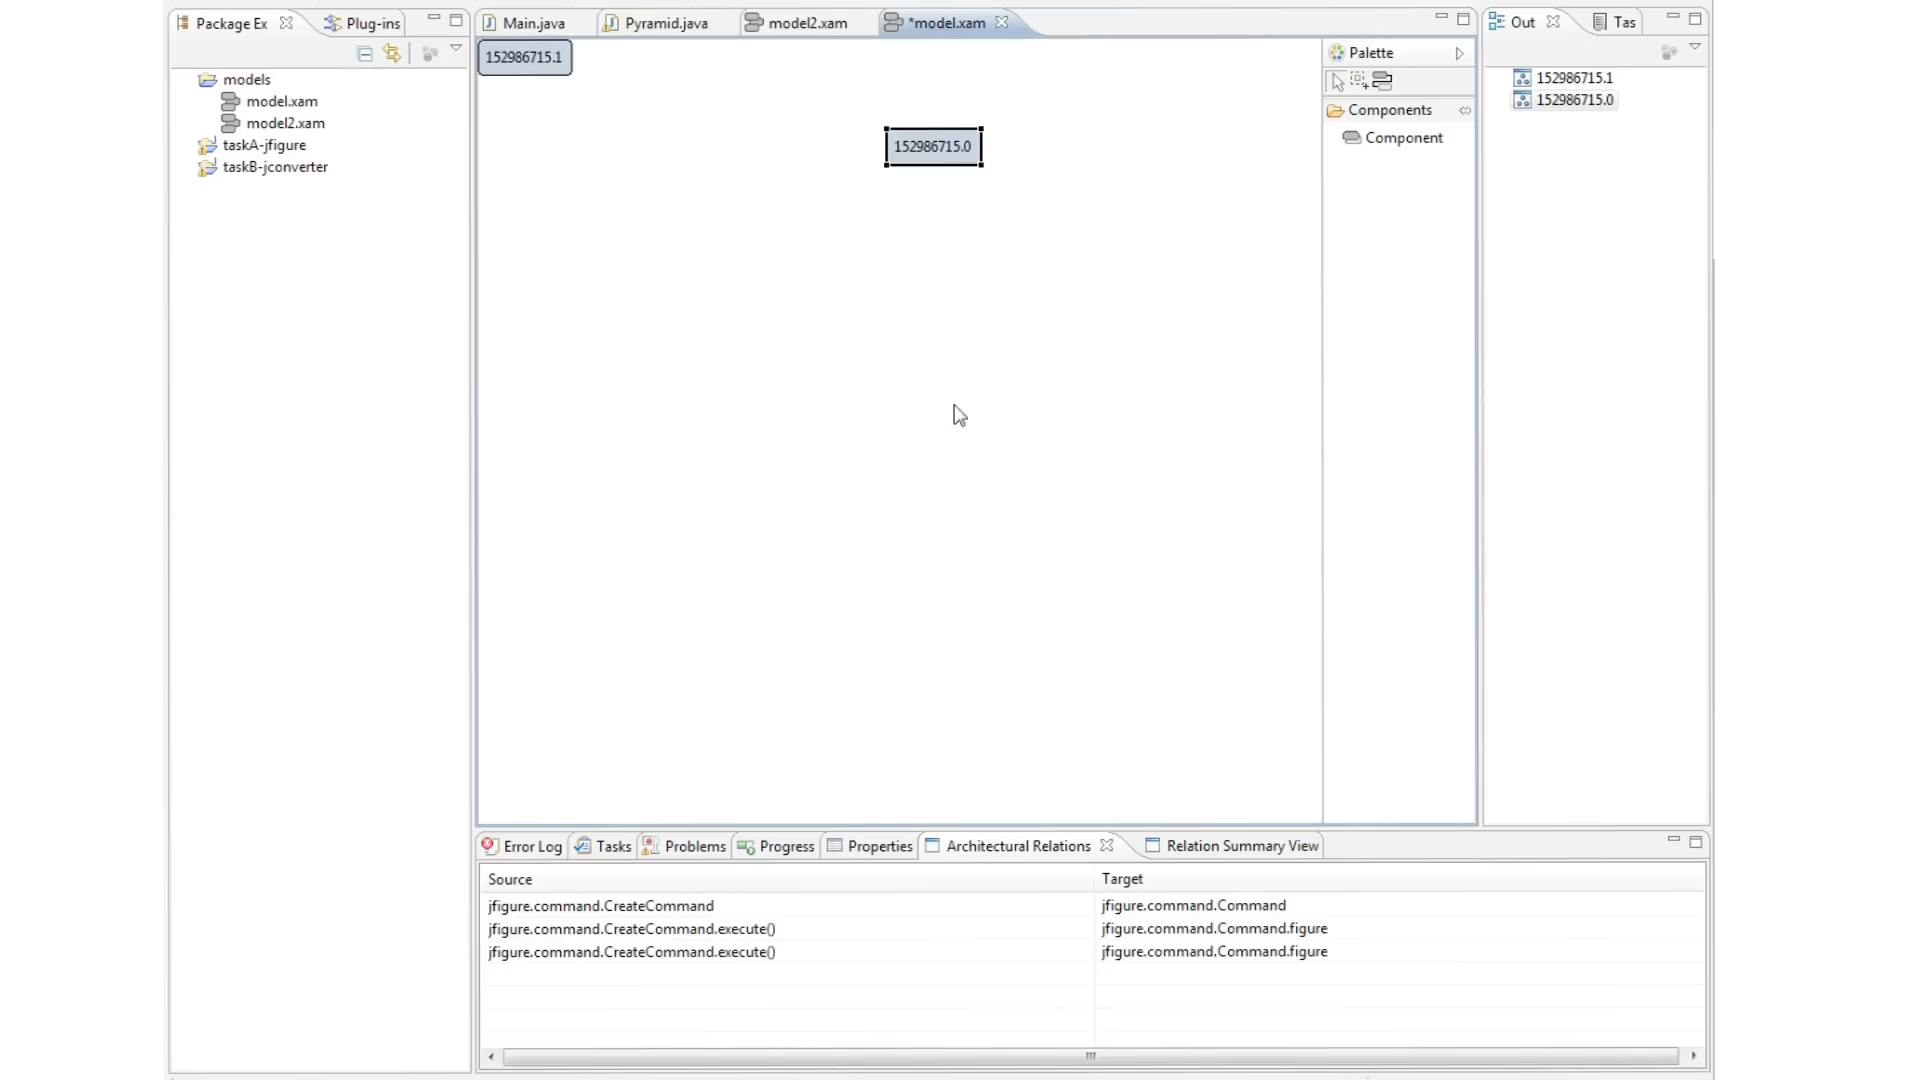 Package Ex
Plug-ins
models
model.xam
model2.xam
taskA-jfigure
taskB-jconverter
Main.java
Pyramid.java
model2.xam
*model.xam
152986715.1
152986715.0
Palette
Components
Component
Out
Tas
152986715.1
152986715.0
Error Log
Tasks
Problems
Progress
Properties
Architectural Relations
Relation Summary View
Source Target
jfigure.command.CreateCommand jfigure.command.Command
jfigure.command.CreateCommand.execute() jfigure.command.Command.figure
jfigure.command.CreateCommand.execute() jfigure.command.Command.figure